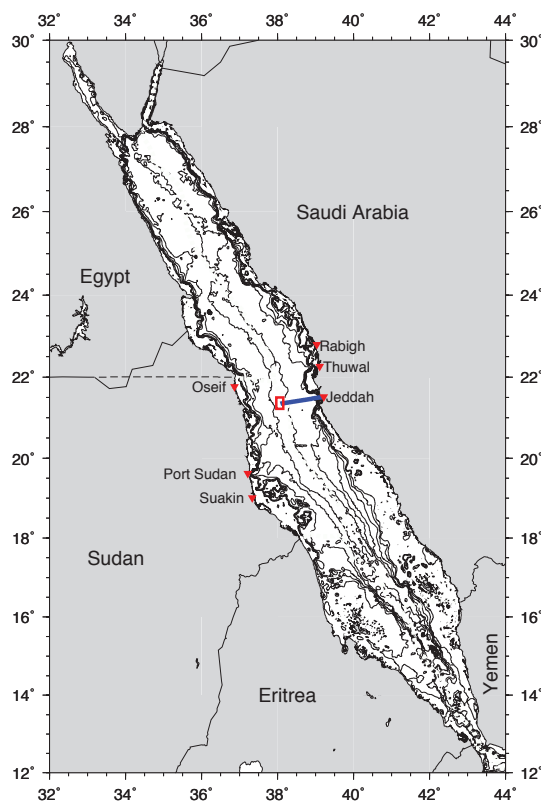 32˚ 34˚ 36˚ 38˚ 40˚ 42˚ 44˚
30˚ 30˚
28˚ 28˚
26˚ 26˚
Saudi Arabia
Egypt
24˚ 24˚
Rabigh
Thuwal
22˚ 22˚
Oseif
Jeddah
20˚ 20˚
Port Sudan
Suakin
18˚ 18˚
Sudan
16˚ 16˚
Yemen
14˚ 14˚
Eritrea
12˚ 12˚
32˚ 34˚ 36˚ 38˚ 40˚ 42˚ 44˚